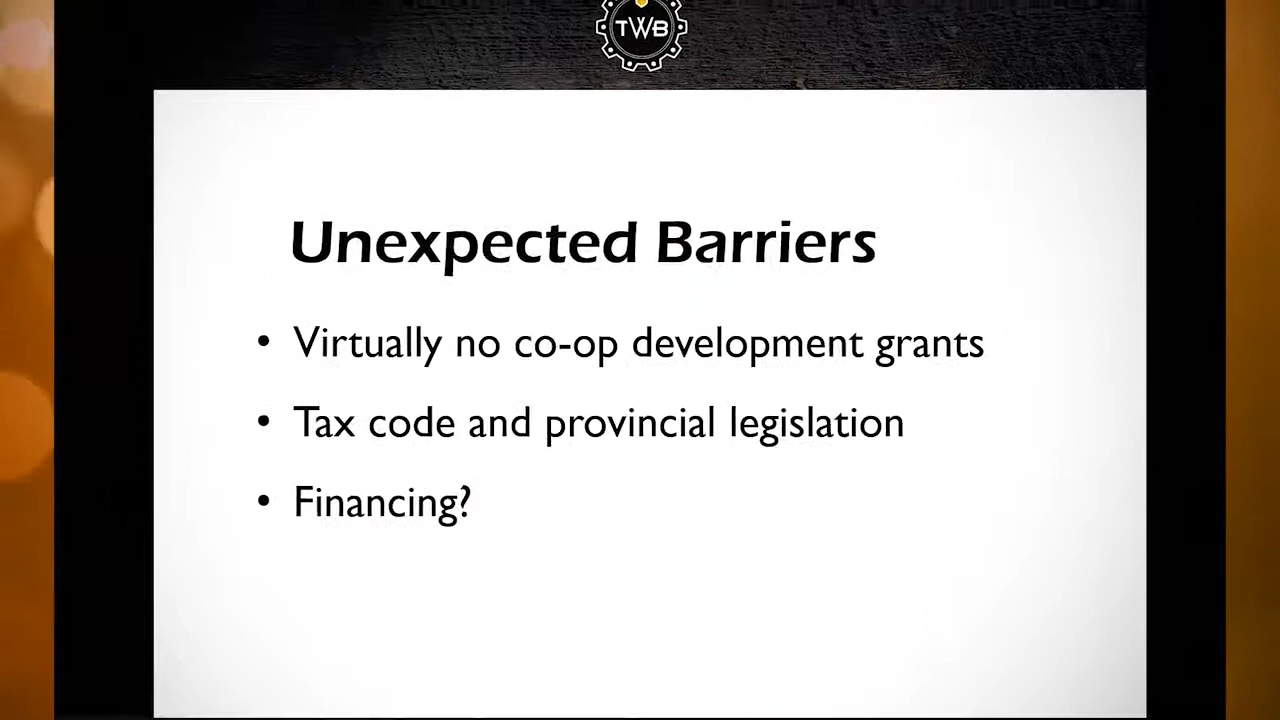 TWB
Unexpected Barriers
• Virtually no co-op development grants
• Tax code and provincial legislation
• Financing?